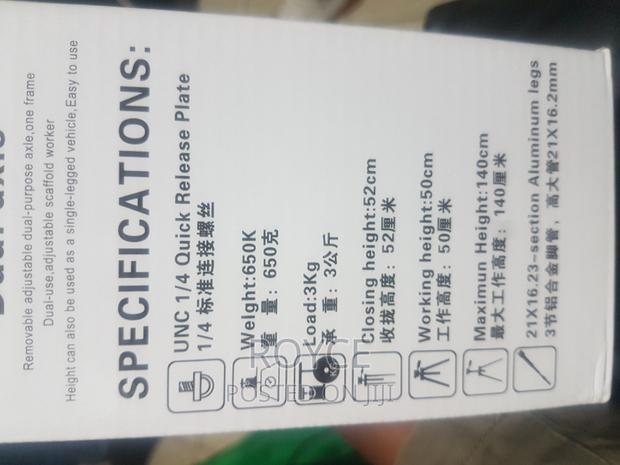 Removable adjustable dual-purpose axle,one frame
Dual-use,adjustable scaffold worker
Height can also be used as a single-legged vehicle,Easy to use
SPECIFICATIONS:
UNC 1/4 Quick Release Plate
1/4 标准连接螺丝
Weight:650K
重 量: 650克
Load:3Kg
承 重: 3公斤
Closing height:52cm
收拢高度: 52厘米
Working height:50cm
工作高度: 50厘米
Maximun Height:140cm
最大工作高度: 140厘米
21X16.23-section Aluminum legs
3节铝合金脚管, 高大管21X16.2mm
ROYCE
POSTED ON JIJI